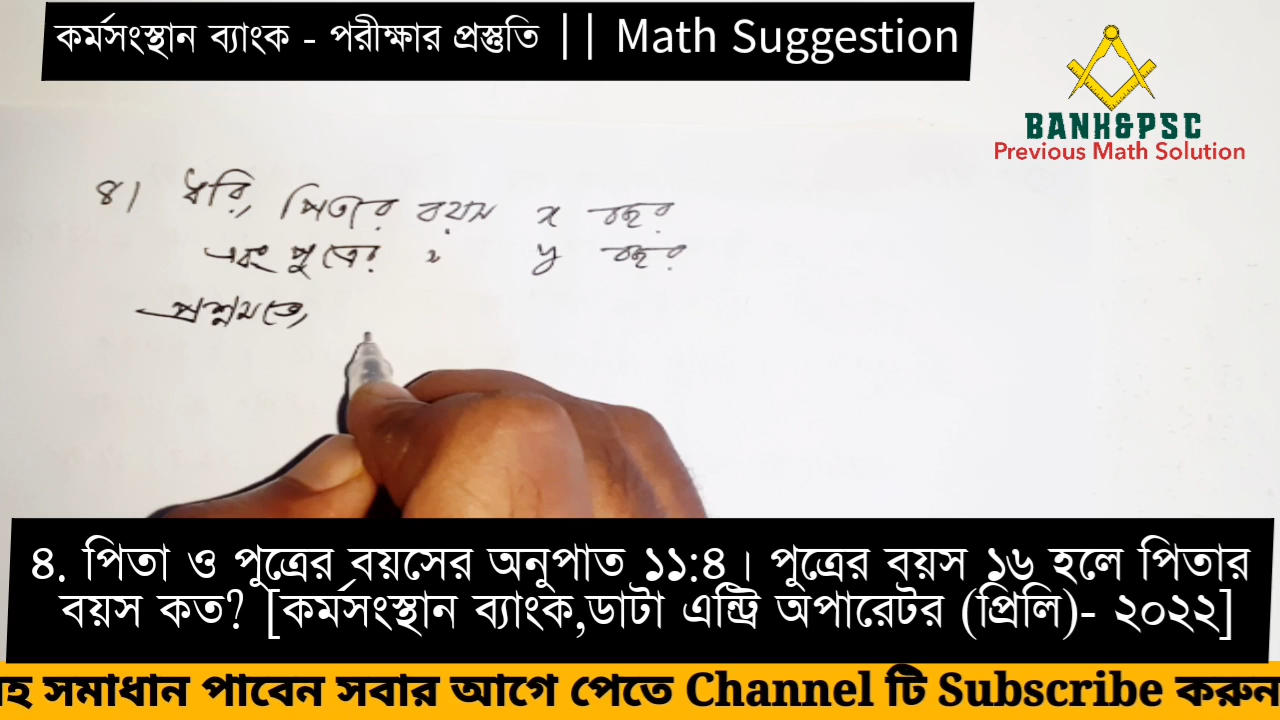 কর্মসংস্থান ব্যাংক - পরীক্ষার প্রস্তুতি || Math Suggestion
BANK&PSC
Previous Math Solution
৪। ধরি, পিতার বয়স x বছর
এবং পুত্রের " y বছর
প্রশ্নমতে,
৪. পিতা ও পুত্রের বয়সের অনুপাত ১১:৪। পুত্রের বয়স ১৬ হলে পিতার
বয়স কত? [কর্মসংস্থান ব্যাংক,ডাটা এন্ট্রি অপারেটর (প্রিলি)- ২০২২]
হ সমাধান পাবেন সবার আগে পেতে Channel টি Subscribe করুন